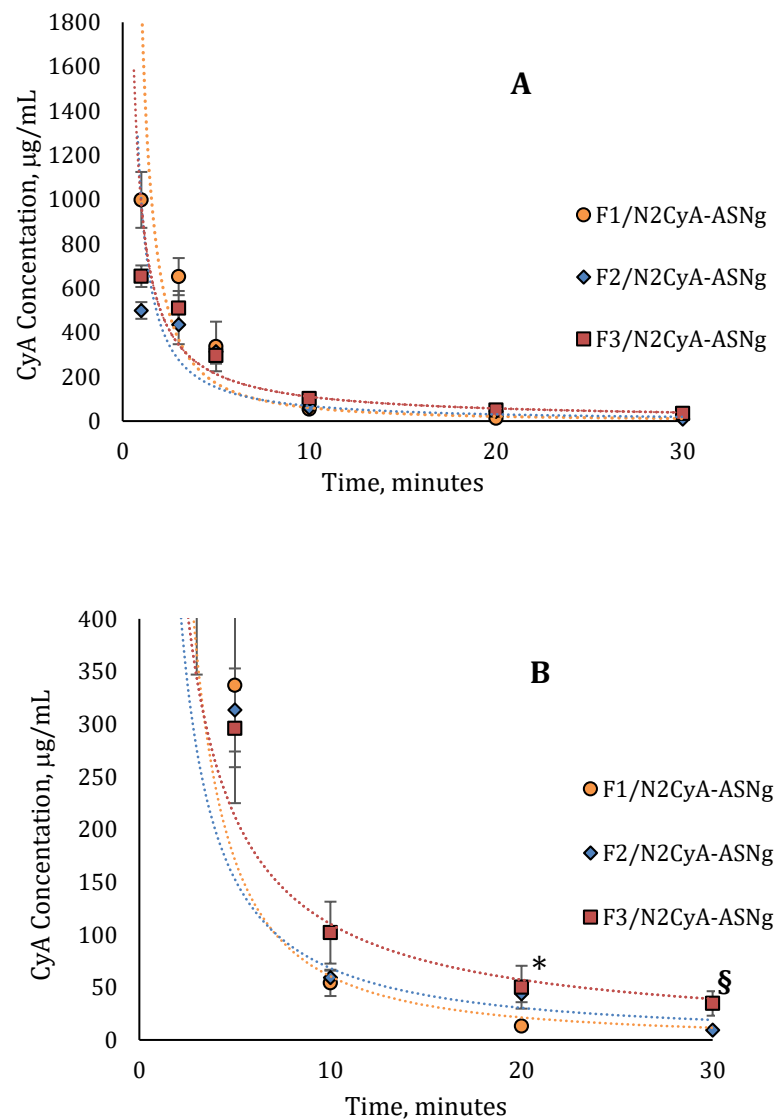 1800
1600
1400
1200
1000
800
600
400
200
0
CyA Concentration, µg/mL
A
F1/N2CyA-ASNg
F2/N2CyA-ASNg
F3/N2CyA-ASNg
0 10 20 30
Time, minutes
400
350
300
250
200
150
100
50
0
CyA Concentration, µg/mL
B
F1/N2CyA-ASNg
F2/N2CyA-ASNg
F3/N2CyA-ASNg
*
§
0 10 20 30
Time, minutes